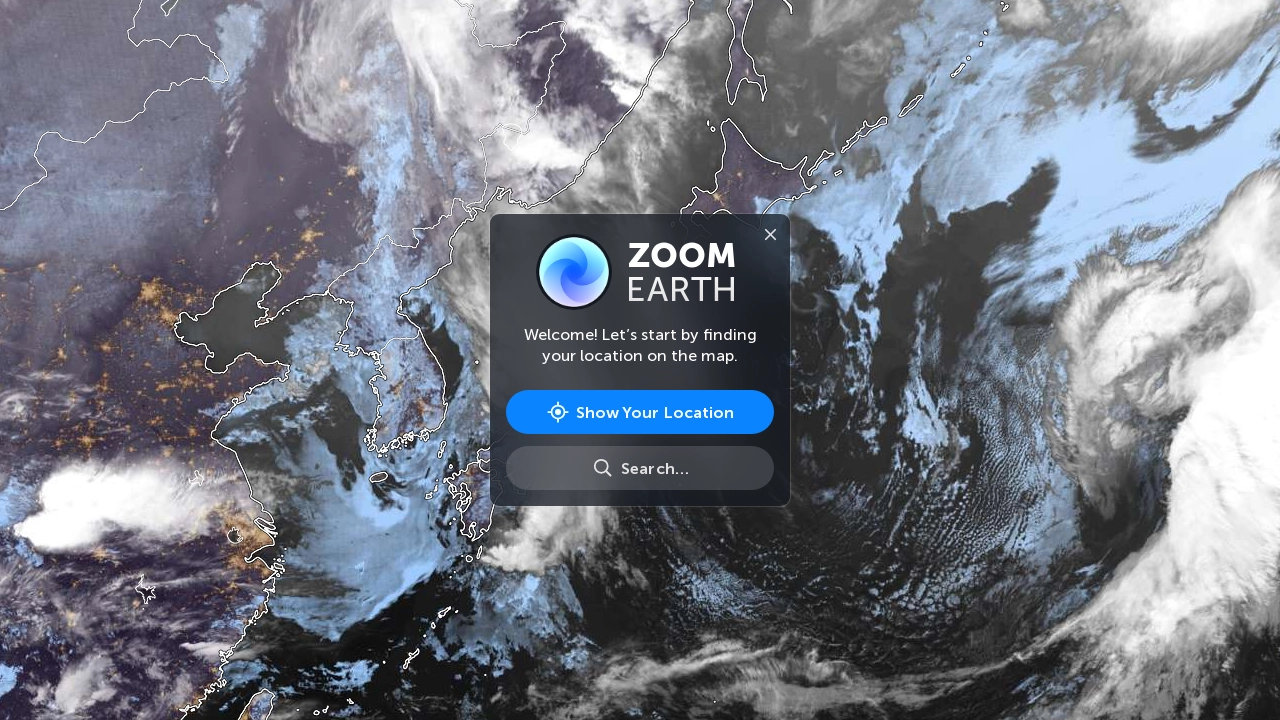 ZOOM
EARTH
Welcome! Let’s start by finding
your location on the map.
Show Your Location
Search…